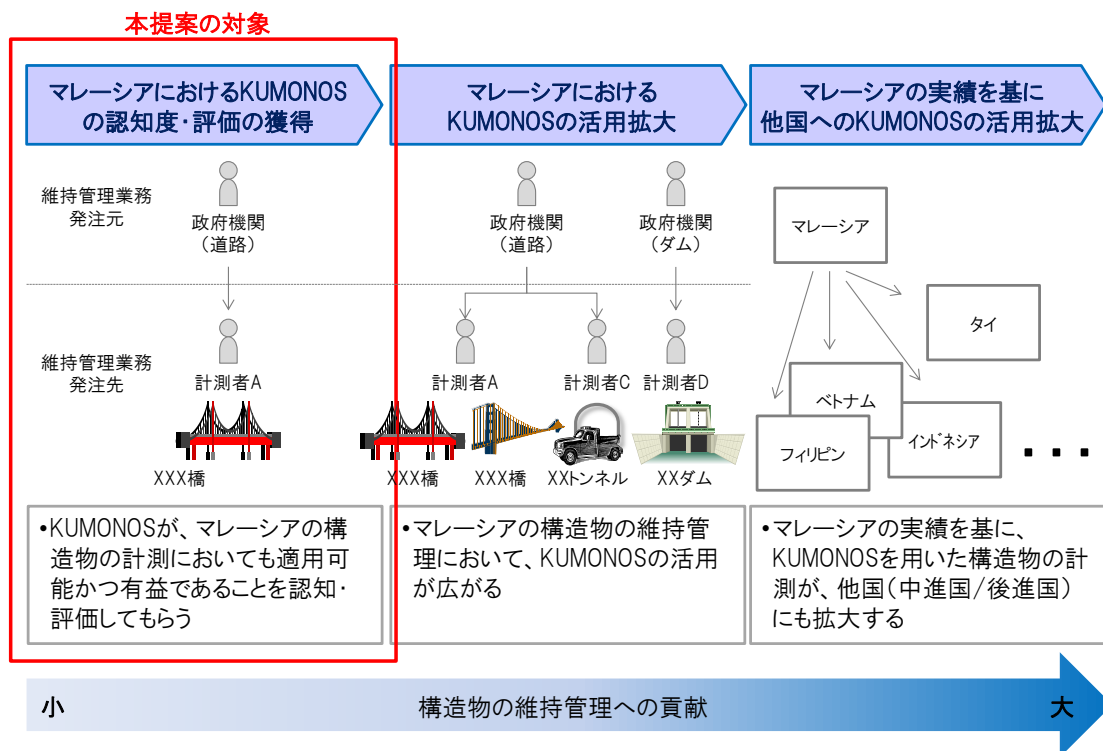 本提案の対象
マレーシアにおけるKUMONOS
の認知度・評価の獲得
マレーシアにおける
KUMONOSの活用拡大
マレーシアの実績を基に
他国へのKUMONOSの活用拡大
維持管理業務
発注元
政府機関
（道路）
政府機関
（道路）
政府機関
（ダム）
マレーシア
タイ
ベトナム
フィリピン
インドネシア
・・・
維持管理業務
発注先
計測者A
計測者A
計測者C
計測者D
XXX橋
XXX橋
XXX橋
XXトンネル
XXダム
•KUMONOSが、マレーシアの構
造物の計測においても適用可
能かつ有益であることを認知・
評価してもらう
•マレーシアの構造物の維持管
理において、KUMONOSの活用
が広がる
•マレーシアの実績を基に、
KUMONOSを用いた構造物の計
測が、他国（中進国/後進国）
にも拡大する
小
構造物の維持管理への貢献
大